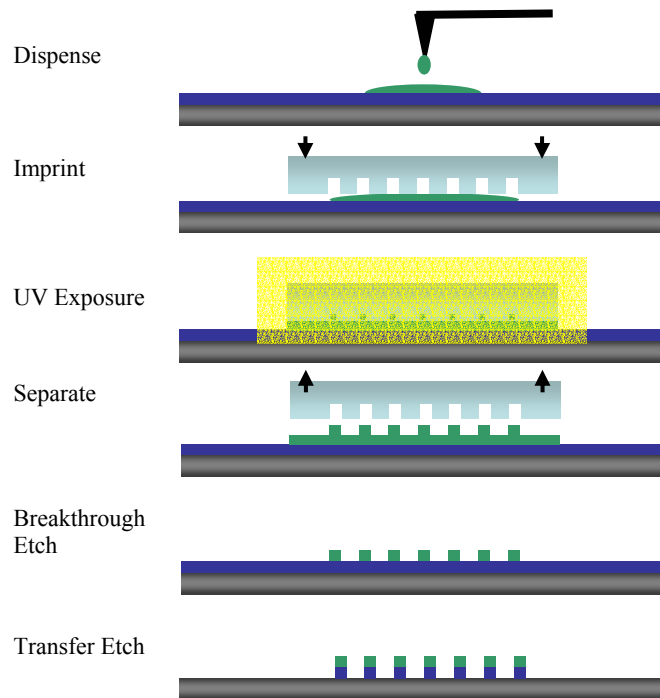 Dispense
Imprint
UV Exposure
Separate
Breakthrough
Etch
Transfer Etch